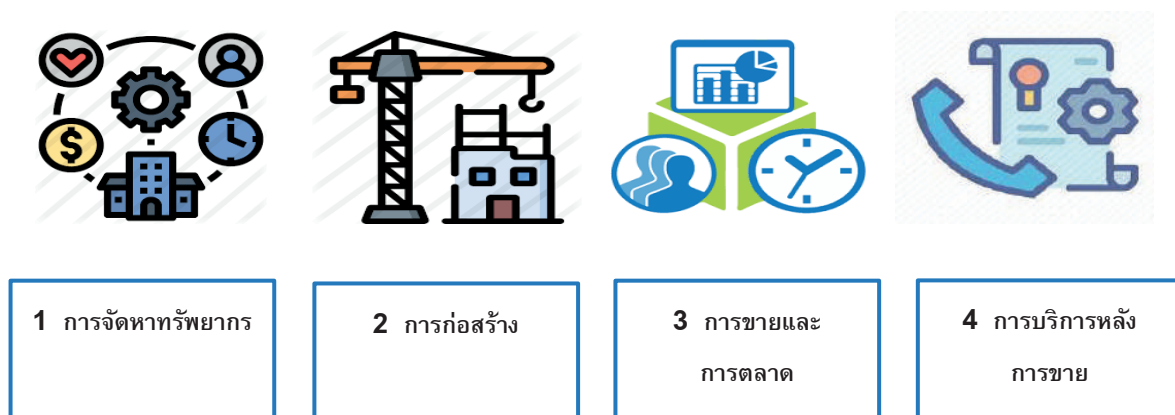 1 การจัดหาทรัพยากร
2 การก่อสร้าง
3 การขายและ
การตลาด
4 การบริการหลัง
การขาย